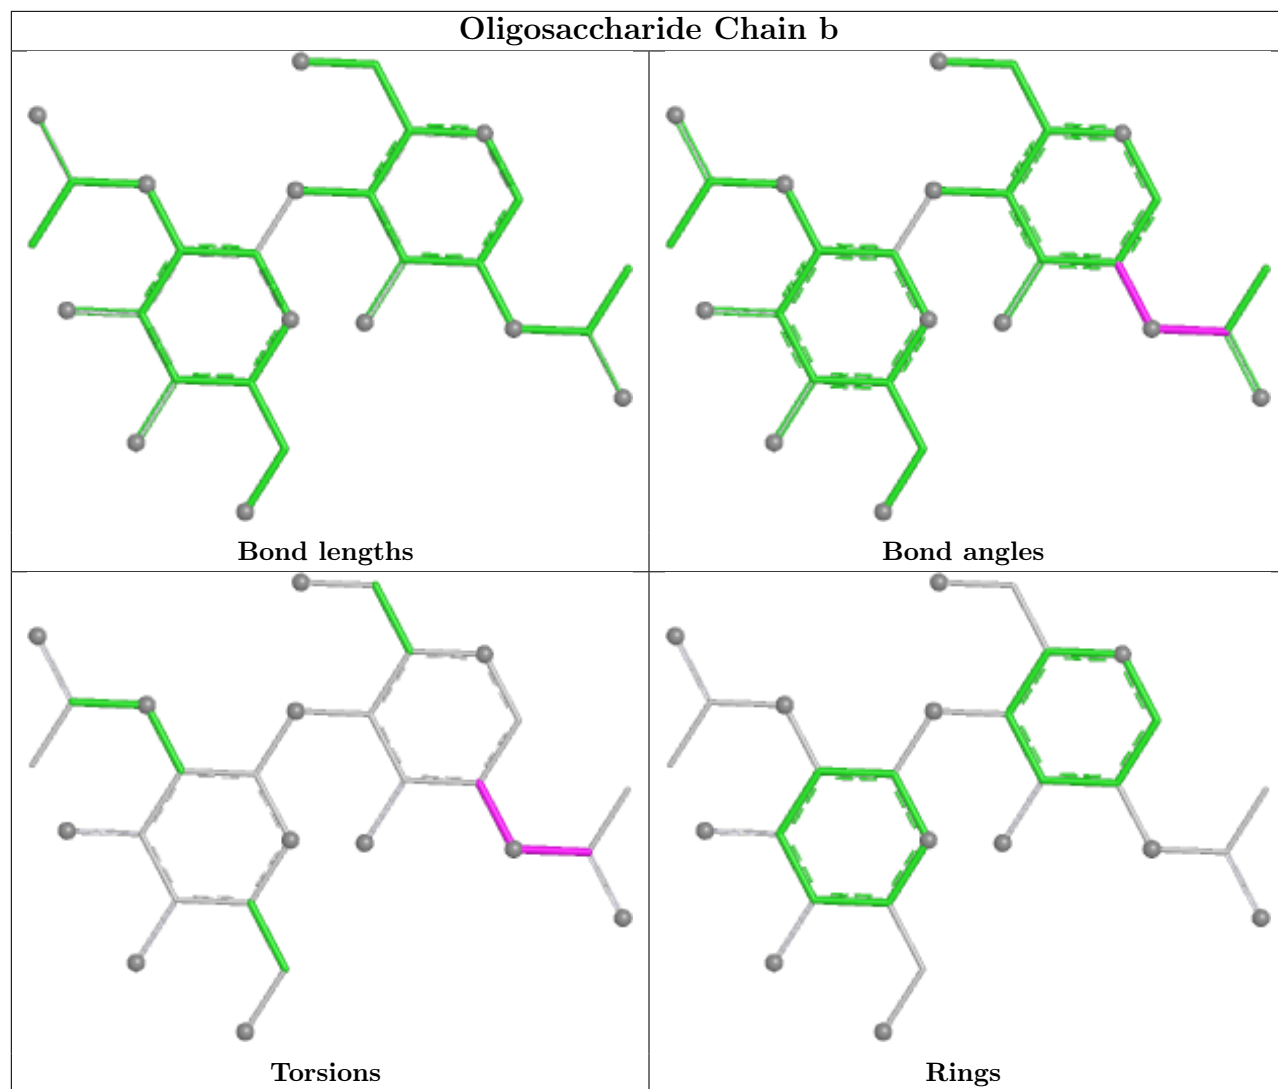 Oligosaccharide Chain b
Bond lengths
Bond angles
Torsions
Rings